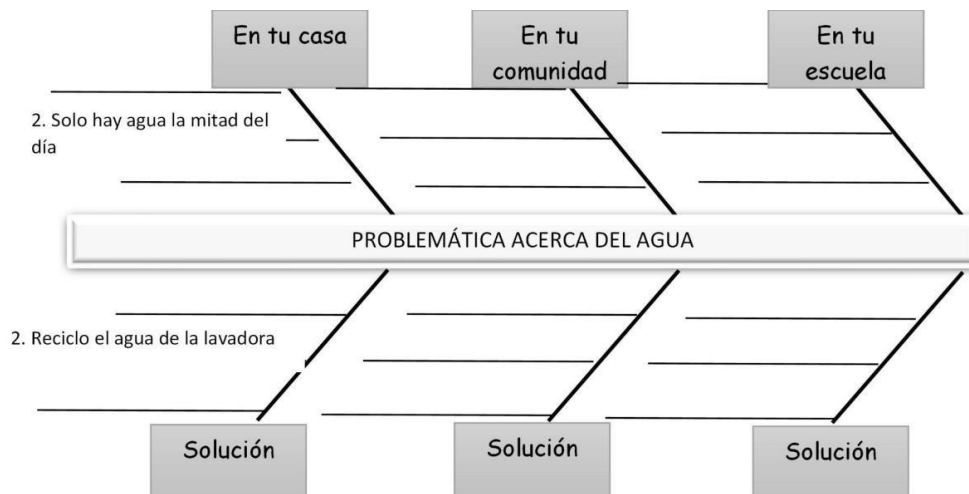 En tu casa
En tu
comunidad
En tu
escuela
2. Solo hay agua la mitad del
día
PROBLEMÁTICA ACERCA DEL AGUA
2. Reciclo el agua de la lavadora
Solución
Solución
Solución